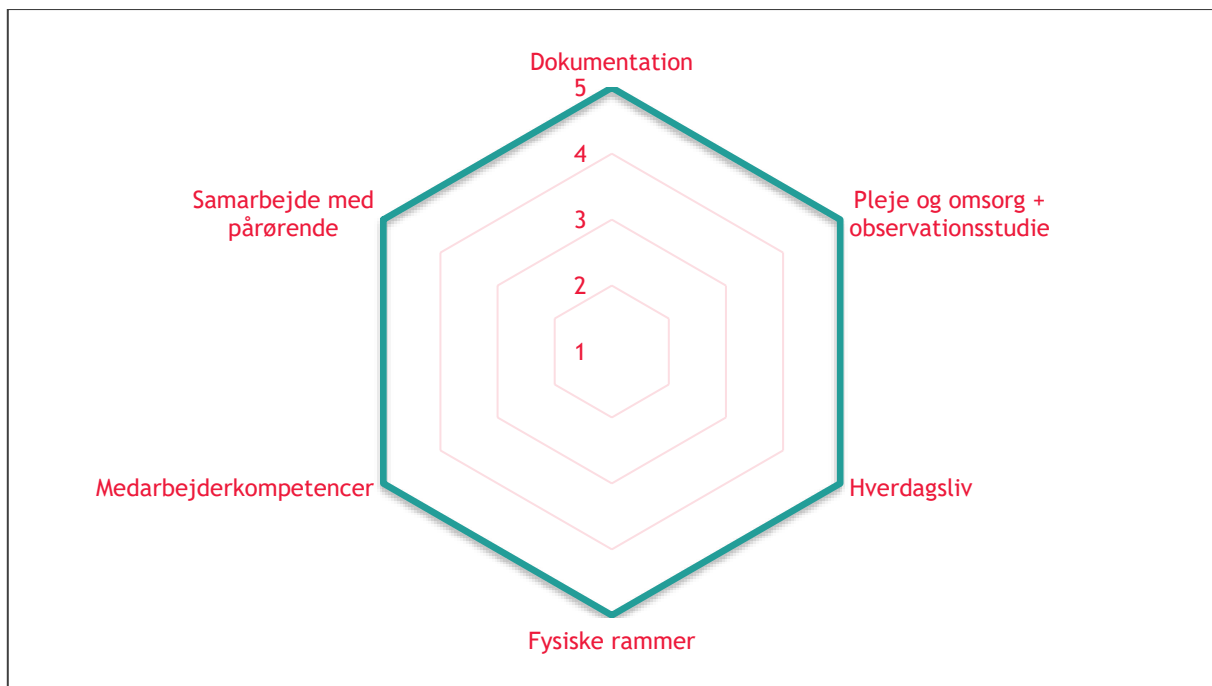 Dokumentation
5
4
3
2
1
Pleje og omsorg +
observationsstudie
Hverdagsliv
Fysiske rammer
Medarbejderkompetencer
Samarbejde med
pårørende